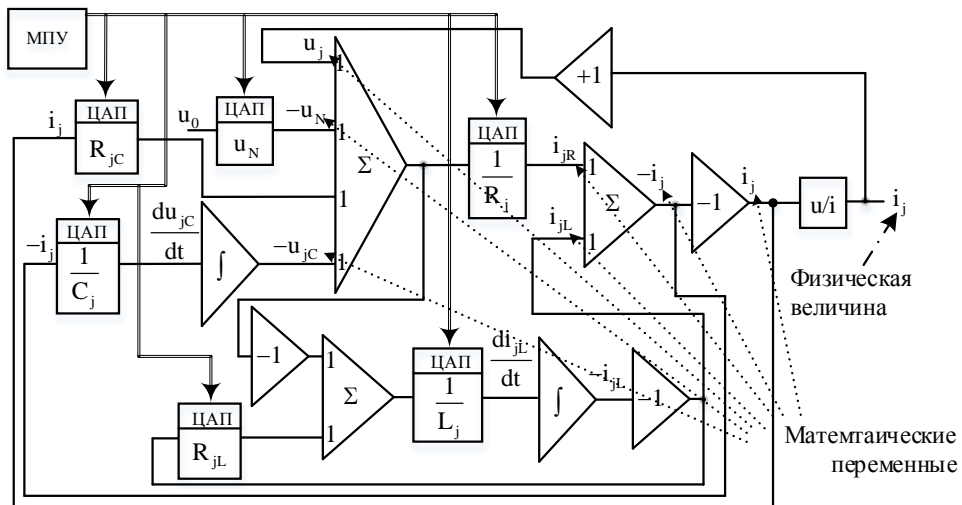 МПУ
u_j
+1
ЦАП
R_jC
i_j
u_0
ЦАП
u_N
−u_N
1
1
1
1
Σ
ЦАП
1
R_j
i_jR
i_jL
1
1
Σ
−i_j
−1
i_j
u/i
i_j
Физическая
величина
−i_j
ЦАП
1
C_j
du_jC
dt
∫
−u_jC
−1
1
1
Σ
ЦАП
1
L_j
di_jL
dt
∫
−i_jL
−1
ЦАП
R_jL
Матемтаические
переменные